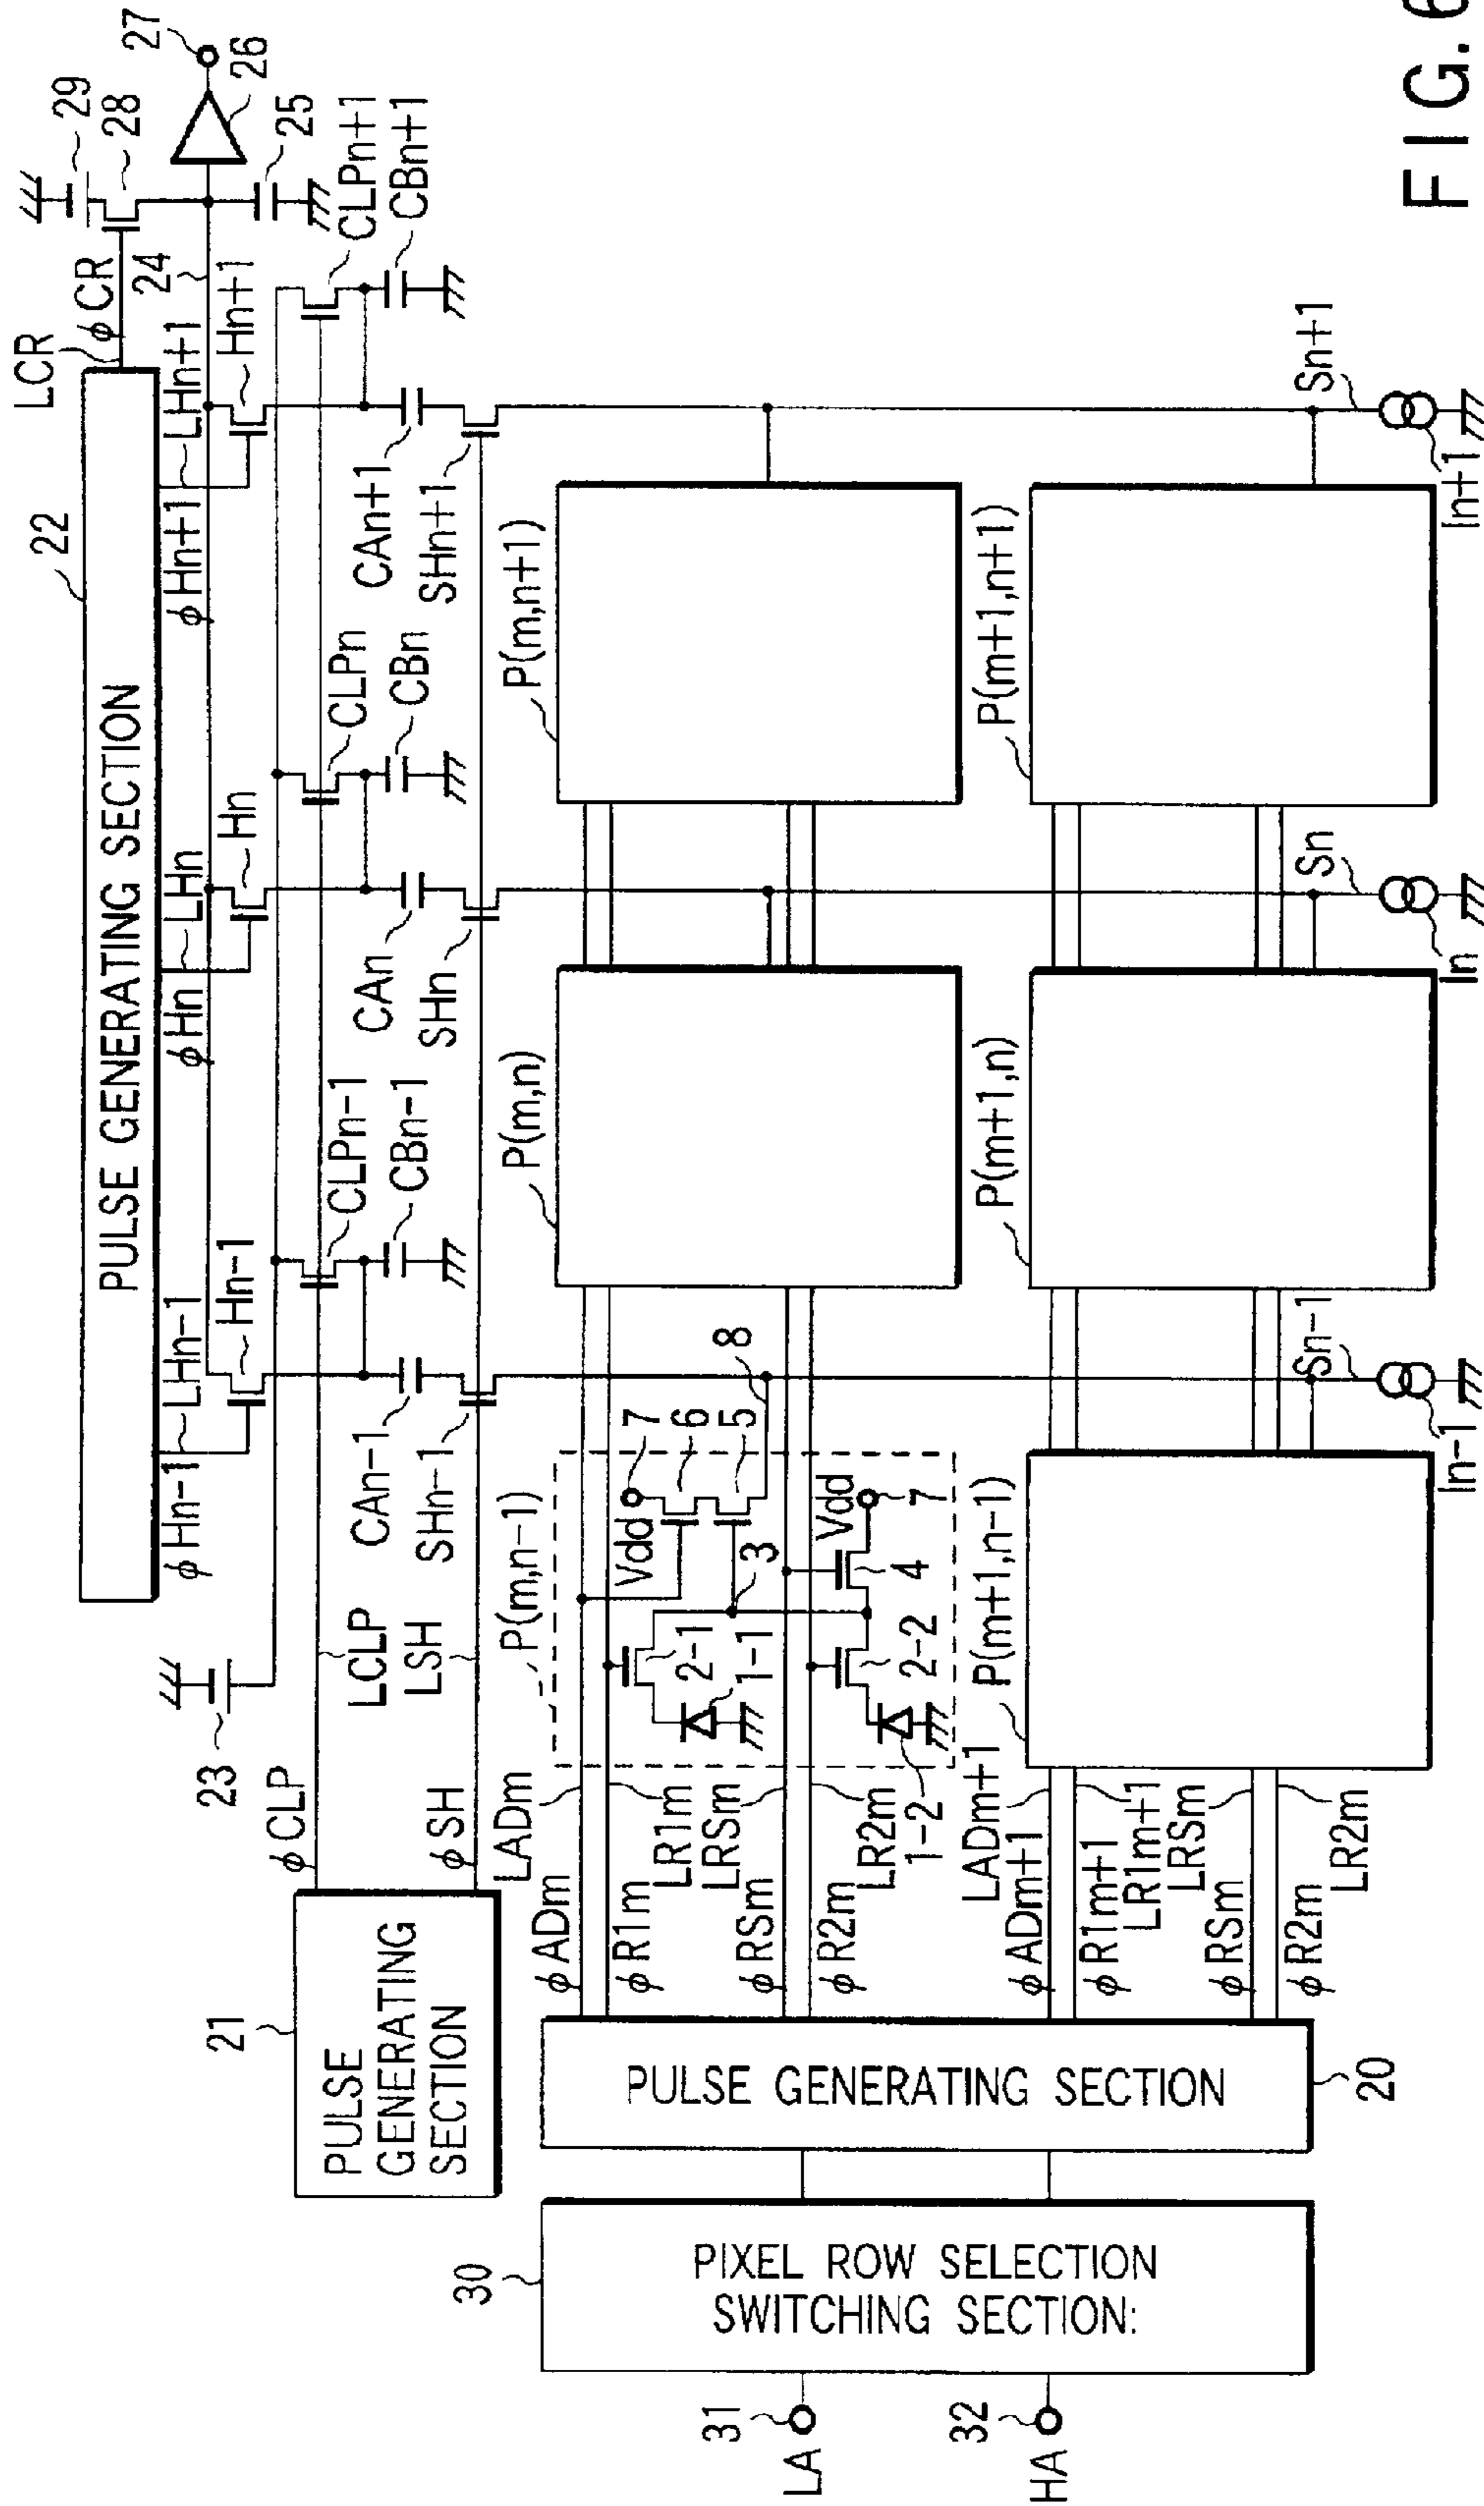 LCR
22
PULSE GENERATING SECTION
29
28
27
26
25
24
φCR
φHn-1
LHn-1
Hn-1
φHn
LHn
Hn
φHn+1
LHn+1
Hn+1
23
φCLP
LCLP
CLPn-1
CBn-1
CLPn
CBn
CLPn+1
CBn+1
CAn-1
CAn
CAn+1
21
PULSE
GENERATING
SECTION
φSH
LSH
SHn-1
SHn
SHn+1
LADm
P(m,n-1)
P(m,n)
P(m,n+1)
φADm
φR1m
LR1m
LRSm
φRSm
φR2m
LR2m
1-2
Vdd
7
6
5
8
3
2-1
1-1
Vdd
7
4
2-2
LADm+1
P(m+1,n-1)
P(m+1,n)
P(m+1,n+1)
φADm+1
φR1m+1
LR1m+1
LRSm
φRSm
φR2m
LR2m
Sn-1
Sn
Sn+1
In-1
In
In+1
30
PIXEL ROW SELECTION
SWITCHING SECTION:
PULSE GENERATING SECTION
20
31
LA
32
HA
FIG. 6